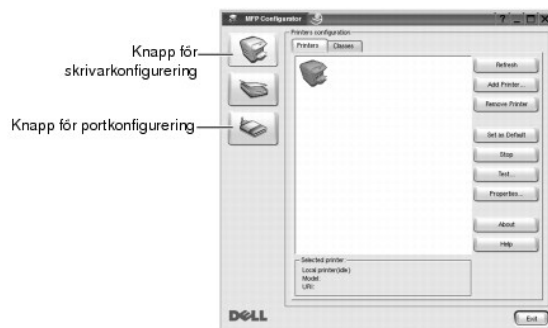 MFP Configurator
Knapp för
skrivarkonfigurering
Knapp för portkonfigurering
Printers configuration
Printers
Classes
Refresh
Add Printer...
Remove Printer
Set as Default
Stop
Test...
Properties...
About
Help
Selected printer
Local printer(idle)
Model:
URI:
DELL
Exit